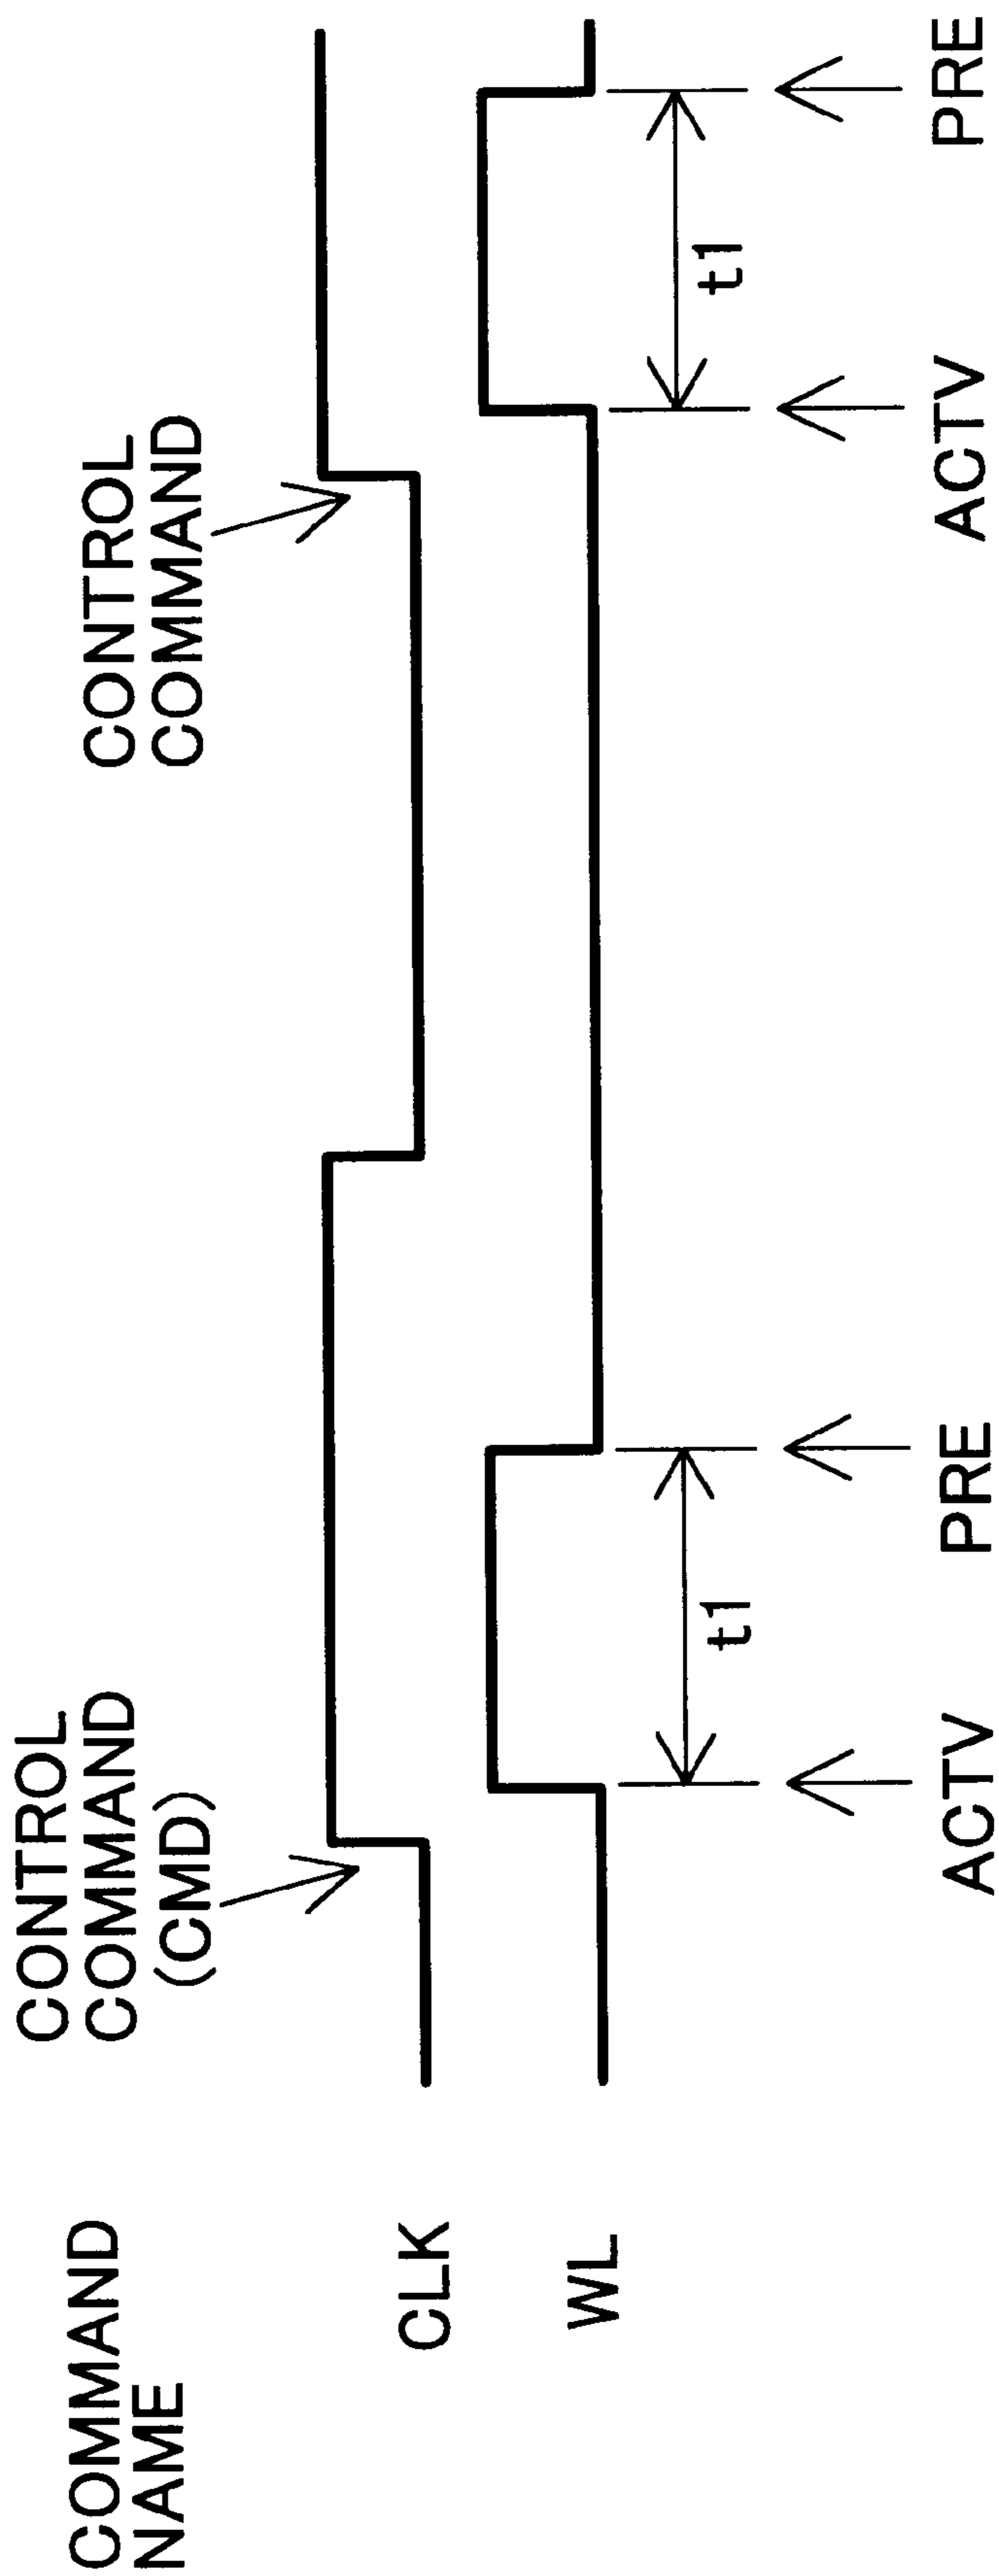 COMMAND
NAME
CONTROL
COMMAND
(CMD)
CONTROL
COMMAND
CLK
WL
t1
t1
ACTV
PRE
ACTV
PRE